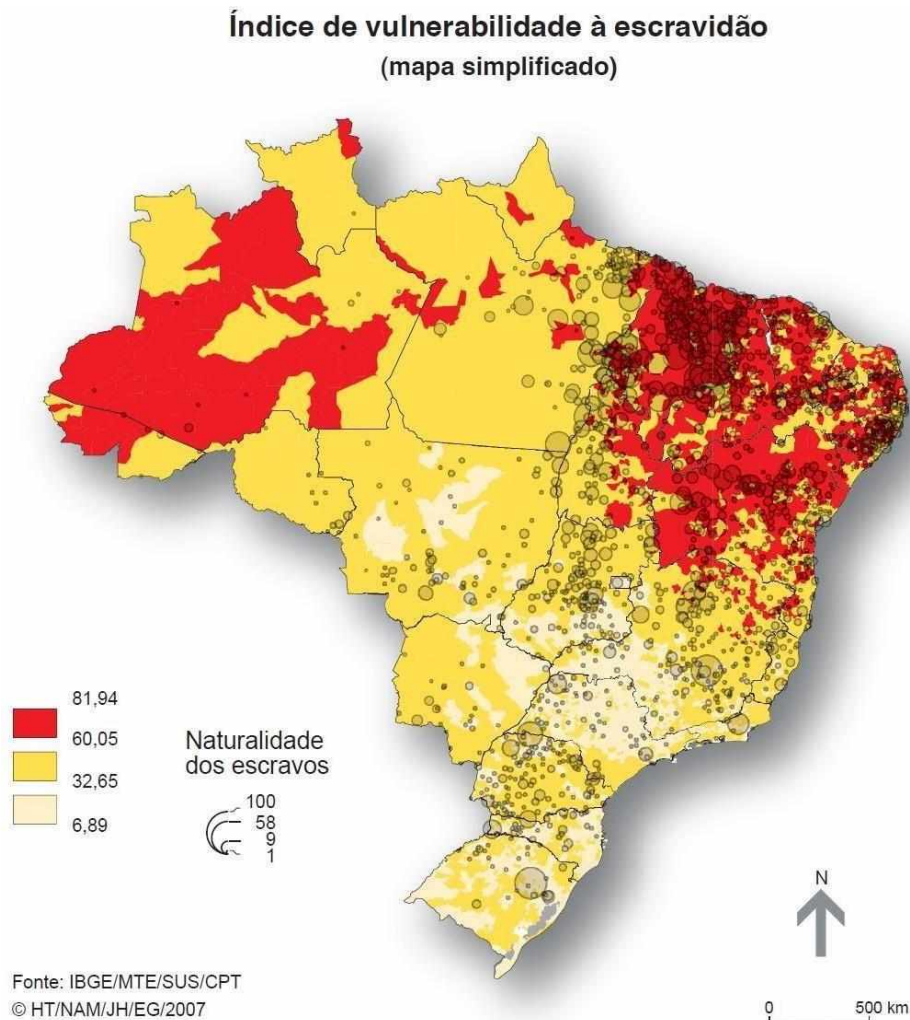 Índice de vulnerabilidade à escravidão
(mapa simplificado)
81,94
60,05
32,65
6,89
Naturalidade
dos escravos
100
58
9
1
N
Fonte: IBGE/MTE/SUS/CPT
© HT/NAM/JH/EG/2007
0 500 km